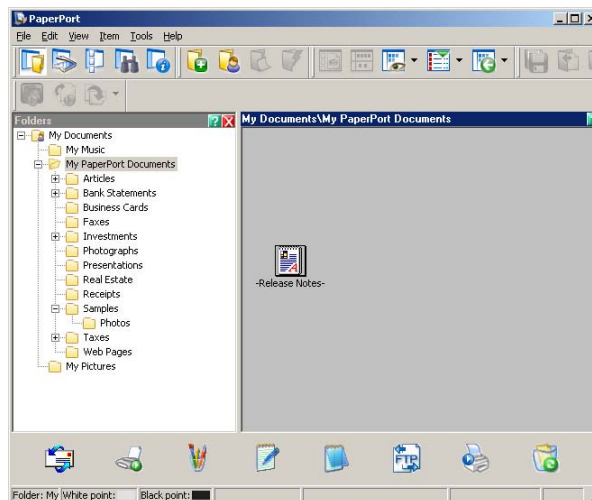 PaperPort
File Edit View Item Tools Help
Folders
My Documents\My PaperPort Documents
My Documents
My Music
My PaperPort Documents
Articles
Bank Statements
Business Cards
Faxes
Investments
Photographs
Presentations
Real Estate
Receipts
Samples
Photos
Taxes
Web Pages
My Pictures
-Release Notes-
FTP
Folder: My White point: Black point: